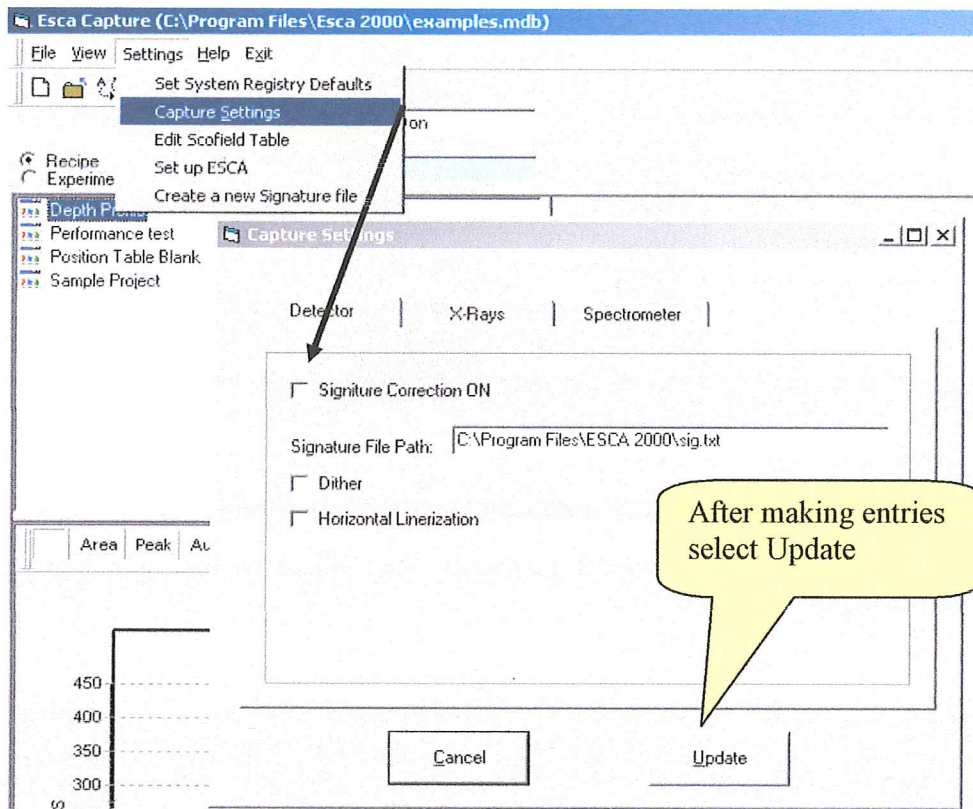 Esca Capture (C:\Program Files\Esca 2000\examples.mdb)
File View Settings Help Exit
Set System Registry Defaults
Capture Settings
Edit Scofield Table
Set up ESCA
Create a new Signature file
Recipe
Experime
Depth
Performance test
Position Table Blank
Sample Project
Capture Settings
Detector X-Rays Spectrometer
Signiture Correction ON
Signature File Path: C:\Program Files\ESCA 2000\sig.txt
Dither
Horizontal Linerization
After making entries
select Update
Area Peak Au
450
400
350
300
Cancel Update